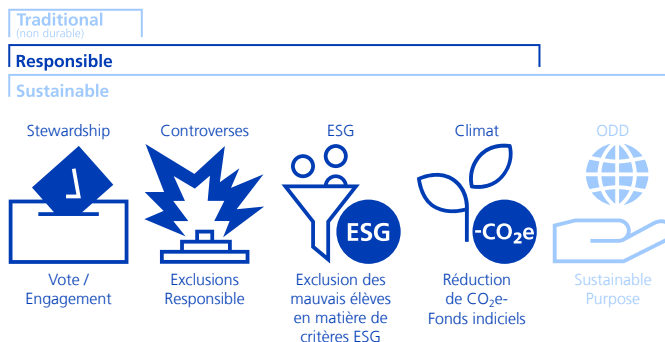 Traditional
(non durable)
Responsible
Sustainable
Stewardship
Controverses
ESG
Climat
ODD
ESG
-CO₂e
Vote /
Engagement
Exclusions
Responsible
Exclusion des
mauvais élèves
en matière de
critères ESG
Réduction
de CO₂e-
Fonds indiciels
Sustainable
Purpose